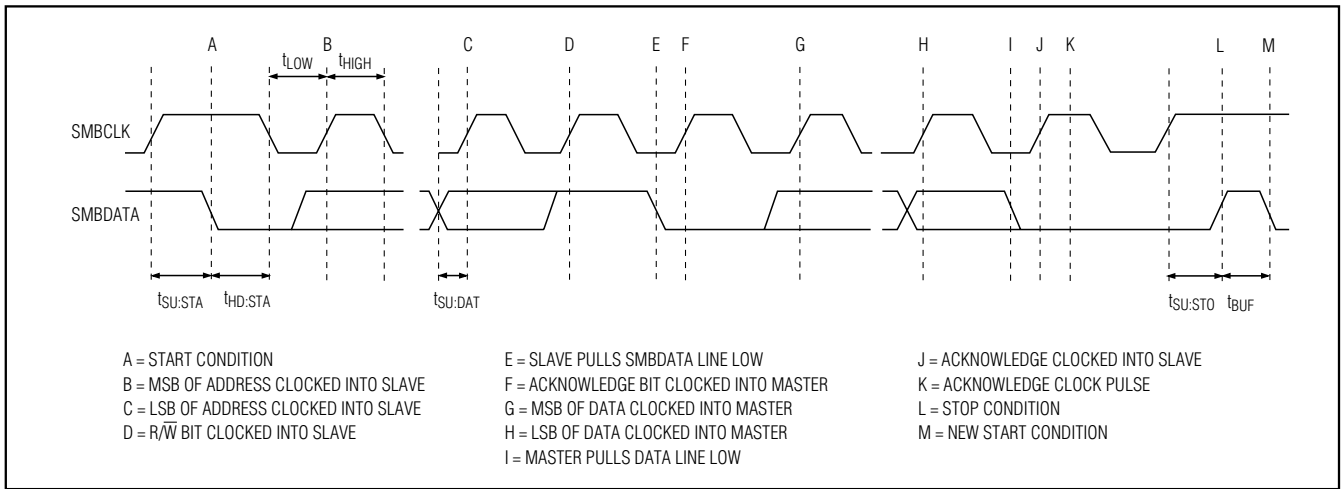 A B C D E F G H I J K L M
tLOW tHIGH
SMBCLK
SMBDATA
tSU:STA tHD:STA tSU:DAT tSU:STO tBUF
A = START CONDITION
B = MSB OF ADDRESS CLOCKED INTO SLAVE
C = LSB OF ADDRESS CLOCKED INTO SLAVE
D = R/W̅ BIT CLOCKED INTO SLAVE
E = SLAVE PULLS SMBDATA LINE LOW
F = ACKNOWLEDGE BIT CLOCKED INTO MASTER
G = MSB OF DATA CLOCKED INTO MASTER
H = LSB OF DATA CLOCKED INTO MASTER
I = MASTER PULLS DATA LINE LOW
J = ACKNOWLEDGE CLOCKED INTO SLAVE
K = ACKNOWLEDGE CLOCK PULSE
L = STOP CONDITION
M = NEW START CONDITION